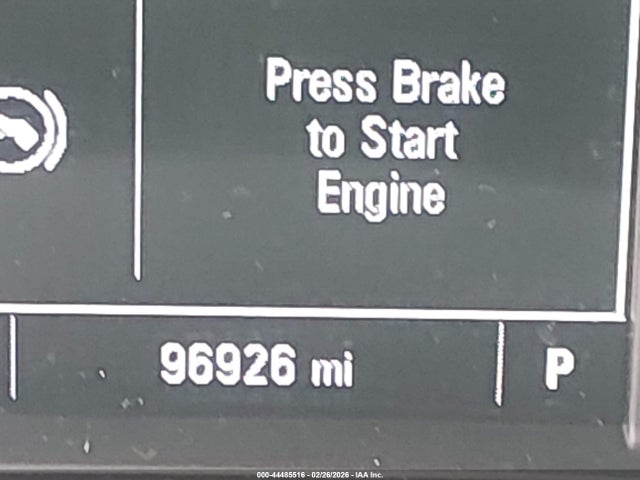 Press Brake
to Start
Engine
96926 mi
P
000-44485516 - 02/26/2026 - IAA Inc.